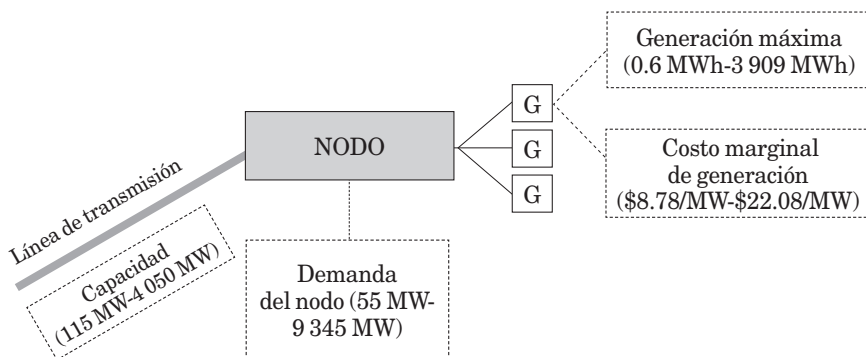 Generación máxima
(0.6 MWh-3 909 MWh)
G
NODO
G
G
Costo marginal
de generación
($8.78/MW-$22.08/MW)
Línea de transmisión
Capacidad
(115 MW-4 050 MW)
Demanda
del nodo (55 MW-
9 345 MW)